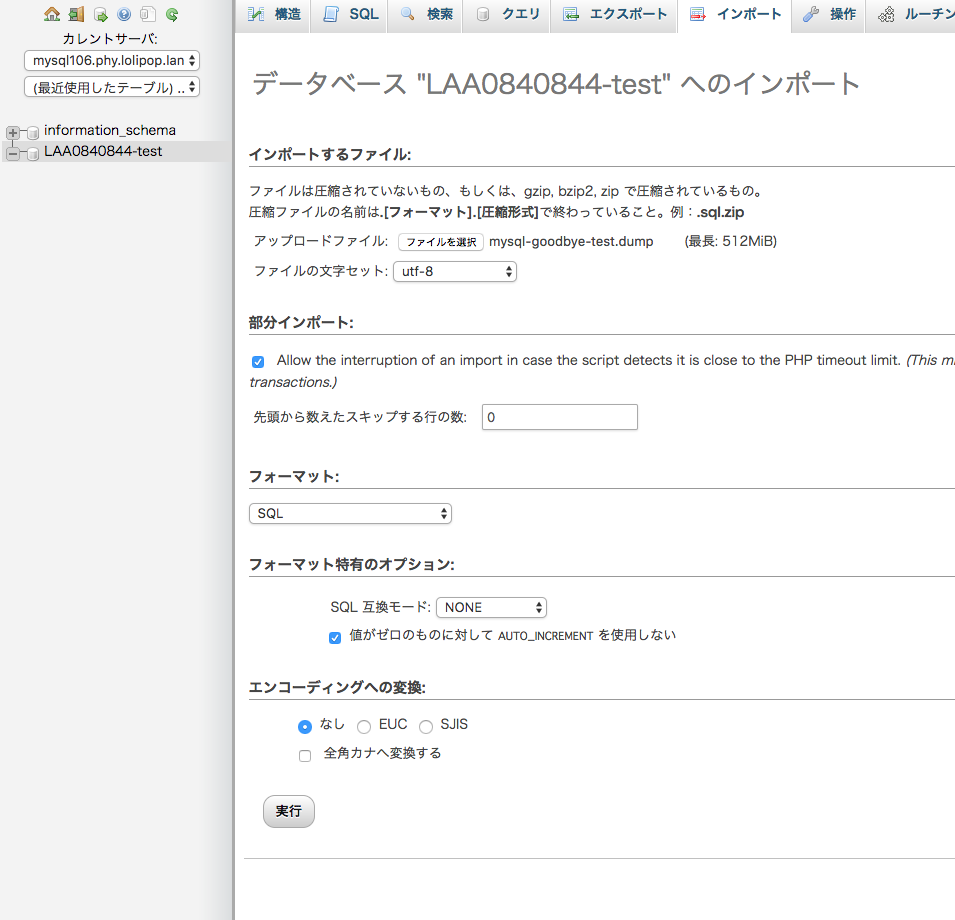 カレントサーバ:
mysql106.phy.lolipop.lan
(最近使用したテーブル) ..
information_schema
LAA0840844-test
構造 SQL 検索 クエリ エクスポート インポート 操作 ルーチン
データベース "LAA0840844-test" へのインポート
インポートするファイル:
ファイルは圧縮されていないもの、もしくは、gzip, bzip2, zip で圧縮されているもの。
圧縮ファイルの名前は.[フォーマット].[圧縮形式]で終わっていること。例：.sql.zip
アップロードファイル: ファイルを選択 mysql-goodbye-test.dump (最長: 512MiB)
ファイルの文字セット: utf-8
部分インポート:
Allow the interruption of an import in case the script detects it is close to the PHP timeout limit. (This
transactions.)
先頭から数えたスキップする行の数: 0
フォーマット:
SQL
フォーマット特有のオプション:
SQL 互換モード: NONE
値がゼロのものに対して AUTO_INCREMENT を使用しない
エンコーディングへの変換:
なし EUC SJIS
全角カナへ変換する
実行